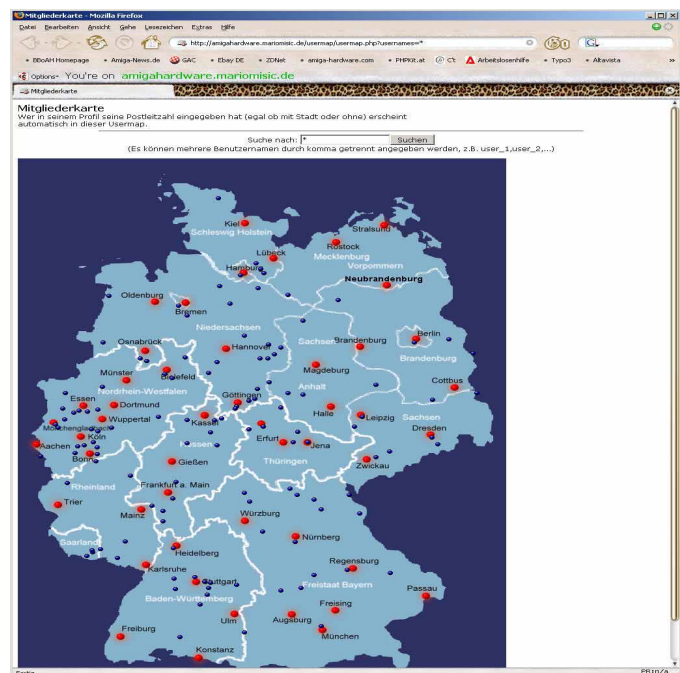 Mitgliederkarte - Mozilla Firefox
Datei Bearbeiten Ansicht Gehe Lesezeichen Extras Hilfe
http://amigahardware.mariomisic.de/usermap/usermap.php?usernames=*
BBoAH Homepage Amiga-News.de GAC Ebay DE ZDNet amiga-hardware.com PHPKit.at C't Arbeitslosenhilfe Typo3 Altavista »
Options You're on amigahardware.mariomisic.de
Mitgliederkarte
Mitgliederkarte
Wer in seinem Profil seine Postleitzahl eingegeben hat (egal ob mit Stadt oder ohne) erscheint
automatisch in dieser Usermap.
Suche nach: * Suchen
(Es können mehrere Benutzernamen durch komma getrennt angegeben werden, z.B. user_1,user_2,...)
Kiel
Stralsund
Schleswig Holstein
Rostock
Lübeck
Mecklenburg
Vorpommern
Hamburg
Neubrandenburg
Oldenburg
Bremen
Niedersachsen
Berlin
Osnabrück
Hannover
Sachsen
Brandenburg
Brandenburg
Magdeburg
Münster
Bielefeld
Anhalt
Cottbus
Nordrhein-Westfalen
Göttingen
Essen
Dortmund
Halle
Leipzig
Sachsen
Wuppertal
Kassel
Mönchengladbach
Dresden
Köln
Erfurt
Jena
Aachen
Hessen
Bonn
Gießen
Thüringen
Zwickau
Rheinland
Frankfurt a. Main
Trier
Mainz
Würzburg
Nürnberg
Saarland
Heidelberg
Karlsruhe
Regensburg
Stuttgart
Freistaat Bayern
Passau
Baden-Württemberg
Freising
Ulm
Augsburg
Freiburg
München
Konstanz
Fertig
PR:n/a